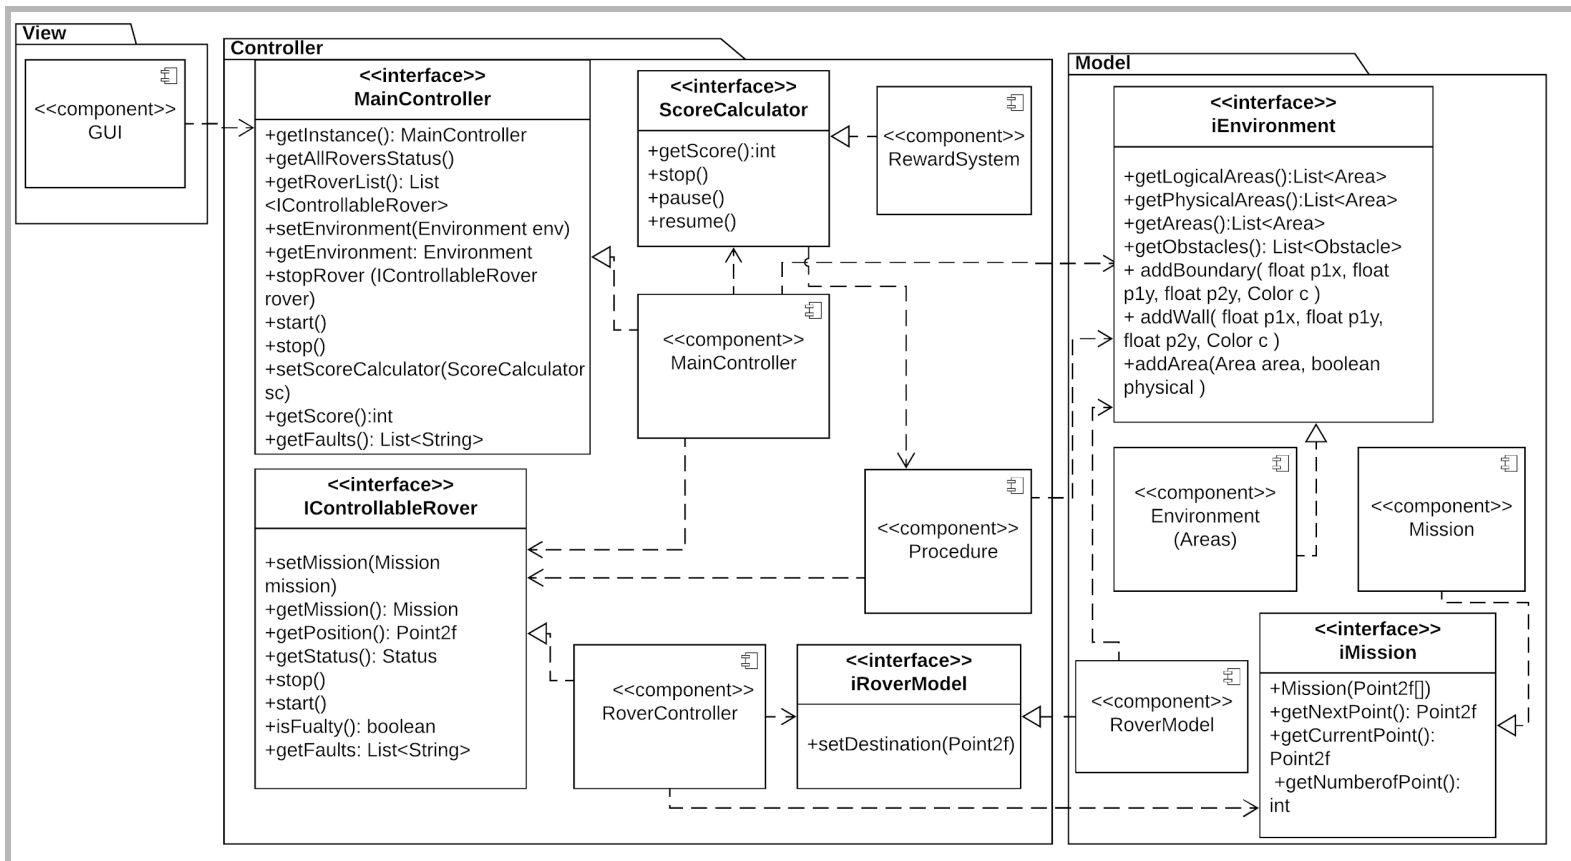 View
<<component>>
GUI
Controller
<<interface>>
MainController
+getInstance(): MainController
+getAllRoversStatus()
+getRoverList(): List
<IControllableRover>
+setEnvironment(Environment env)
+getEnvironment: Environment
+stopRover (IControllableRover
rover)
+start()
+stop()
+setScoreCalculator(ScoreCalculator
sc)
+getScore():int
+getFaults(): List<String>
<<interface>>
ScoreCalculator
+getScore():int
+stop()
+pause()
+resume()
<<component>>
RewardSystem
<<component>>
MainController
<<interface>>
IControllableRover
+setMission(Mission
mission)
+getMission(): Mission
+getPosition(): Point2f
+getStatus(): Status
+stop()
+start()
+isFualty(): boolean
+getFaults: List<String>
<<component>>
Procedure
<<component>>
RoverController
<<interface>>
iRoverModel
+setDestination(Point2f)
Model
<<interface>>
iEnvironment
+getLogicalAreas():List<Area>
+getPhysicalAreas():List<Area>
+getAreas():List<Area>
+getObstacles(): List<Obstacle>
+ addBoundary( float p1x, float
p1y, float p2y, Color c )
+ addWall( float p1x, float p1y,
float p2y, Color c )
+addArea(Area area, boolean
physical )
<<component>>
Environment
(Areas)
<<component>>
Mission
<<component>>
RoverModel
<<interface>>
iMission
+Mission(Point2f[])
+getNextPoint(): Point2f
+getCurrentPoint():
Point2f
+getNumberofPoint():
int